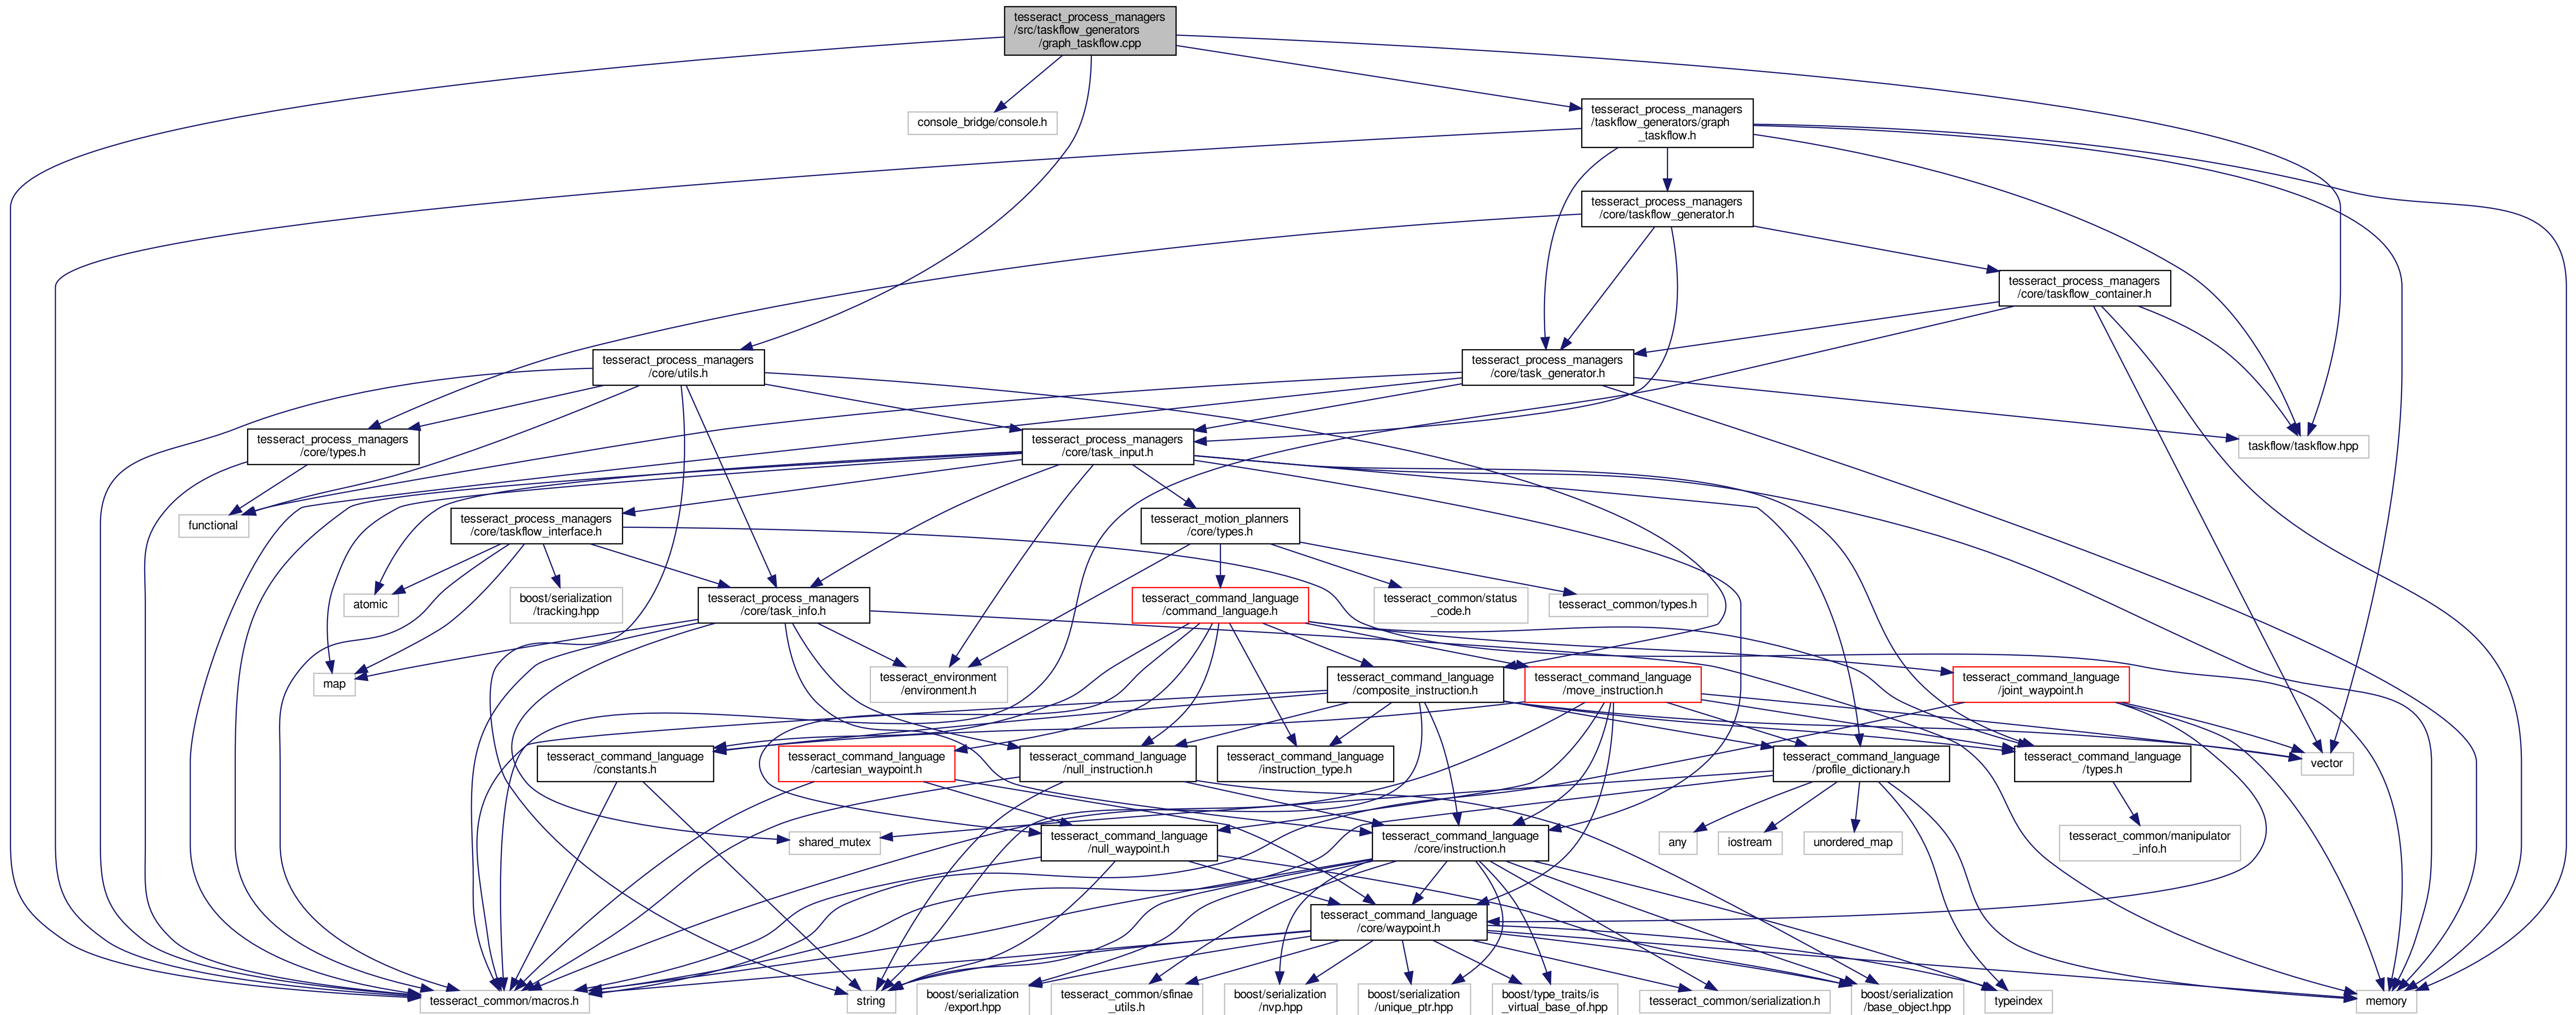 tesseract_process_managers
/src/taskflow_generators
/graph_taskflow.cpp
console_bridge/console.h
tesseract_process_managers
/taskflow_generators/graph
_taskflow.h
tesseract_process_managers
/core/taskflow_generator.h
tesseract_process_managers
/core/taskflow_container.h
tesseract_process_managers
/core/utils.h
tesseract_process_managers
/core/task_generator.h
tesseract_process_managers
/core/types.h
tesseract_process_managers
/core/task_input.h
taskflow/taskflow.hpp
functional
tesseract_process_managers
/core/taskflow_interface.h
tesseract_motion_planners
/core/types.h
atomic
boost/serialization
/tracking.hpp
tesseract_process_managers
/core/task_info.h
tesseract_command_language
/command_language.h
tesseract_common/status
_code.h
tesseract_common/types.h
map
tesseract_environment
/environment.h
tesseract_command_language
/composite_instruction.h
tesseract_command_language
/move_instruction.h
tesseract_command_language
/joint_waypoint.h
tesseract_command_language
/constants.h
tesseract_command_language
/cartesian_waypoint.h
tesseract_command_language
/null_instruction.h
tesseract_command_language
/instruction_type.h
tesseract_command_language
/profile_dictionary.h
tesseract_command_language
/types.h
vector
shared_mutex
tesseract_command_language
/null_waypoint.h
tesseract_command_language
/core/instruction.h
any
iostream
unordered_map
tesseract_common/manipulator
_info.h
tesseract_command_language
/core/waypoint.h
tesseract_common/macros.h
string
boost/serialization
/export.hpp
tesseract_common/sfinae
_utils.h
boost/serialization
/nvp.hpp
boost/serialization
/unique_ptr.hpp
boost/type_traits/is
_virtual_base_of.hpp
tesseract_common/serialization.h
boost/serialization
/base_object.hpp
typeindex
memory